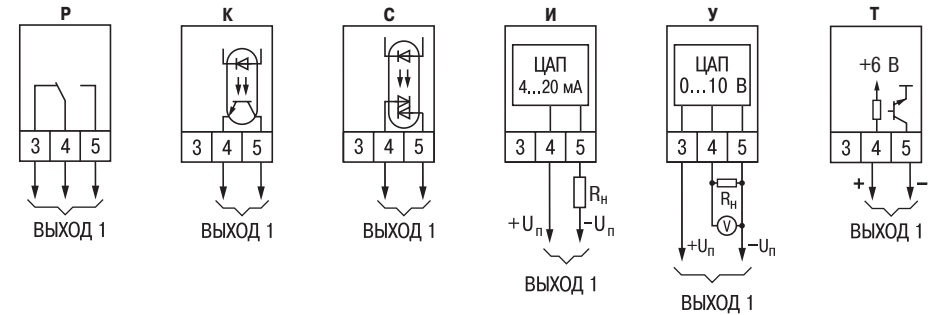 Р К С И У Т
ЦАП
4...20 мА
ЦАП
0...10 В
+6 В
3 4 5
3 4 5
3 4 5
3 4 5
3 4 5
3 4 5
+ −
Rн
Rн
V
+Uп −Uп
+Uп −Uп
ВЫХОД 1
ВЫХОД 1
ВЫХОД 1
ВЫХОД 1
ВЫХОД 1
ВЫХОД 1